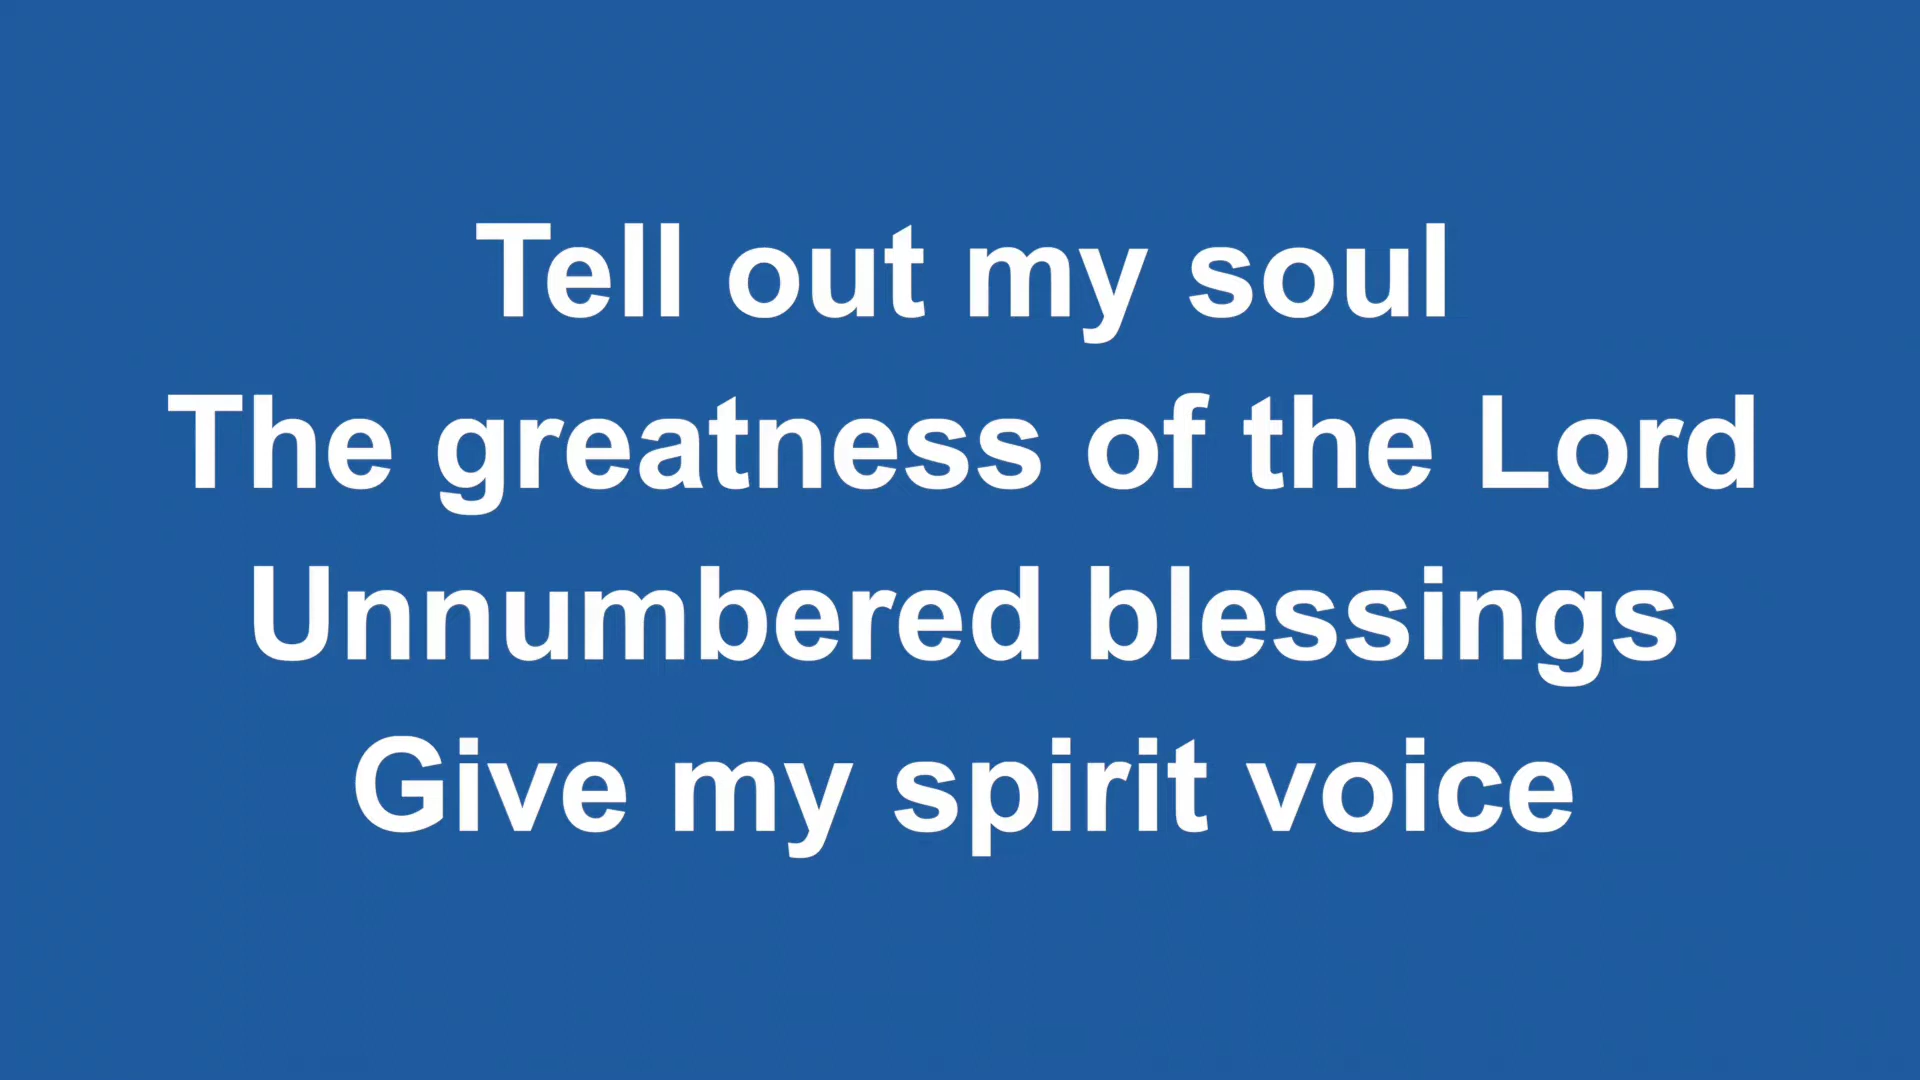 Tell out my soul
The greatness of the Lord
Unnumbered blessings
Give my spirit voice